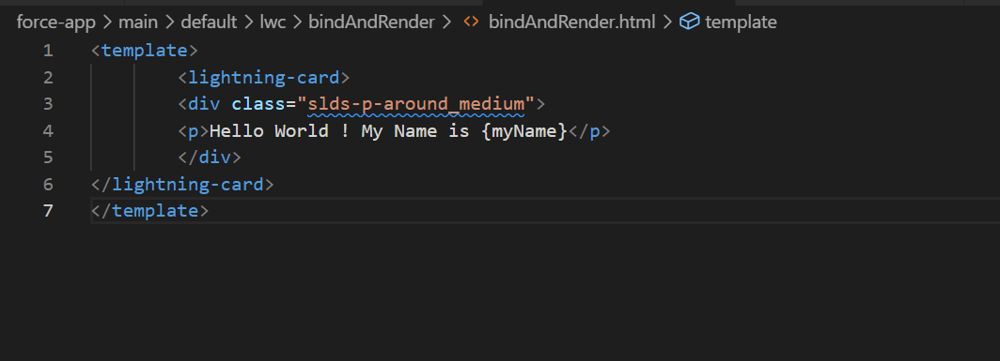 force-app > main > default > lwc > bindAndRender > <> bindAndRender.html > template
1 <template>
2 <lightning-card>
3 <div class="slds-p-around_medium">
4 <p>Hello World ! My Name is {myName}</p>
5 </div>
6 </lightning-card>
7 </template>